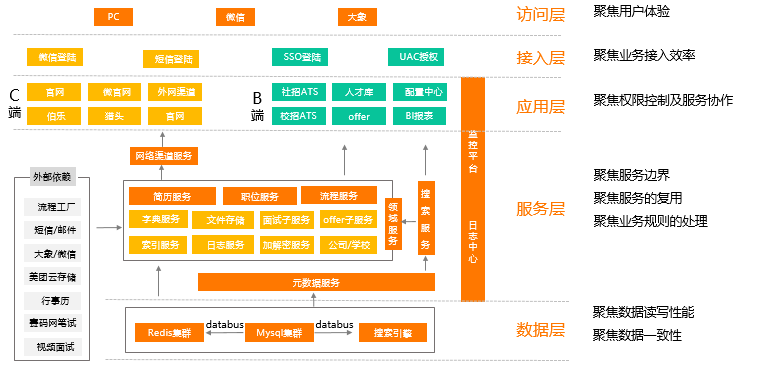 PC
微信
大象
访问层
聚焦用户体验
微信登陆
短信登陆
SSO登陆
UAC授权
接入层
聚焦业务接入效率
C端
官网
微官网
外网渠道
伯乐
猎头
官网
B端
社招ATS
人才库
配置中心
校招ATS
offer
BI报表
应用层
聚焦权限控制及服务协作
监控平台
日志中心
网络渠道服务
外部依赖
流程工厂
短信/邮件
大象/微信
美团云存储
行事历
赛码网笔试
视频面试
简历服务
职位服务
流程服务
字典服务
文件存储
面试子服务
offer子服务
索引服务
日志服务
加解密服务
公司/学校
领域服务
搜索服务
元数据服务
服务层
聚焦服务边界
聚焦服务的复用
聚焦业务规则的处理
Redis集群
databus
Mysql集群
databus
搜索引擎
数据层
聚焦数据读写性能
聚焦数据一致性